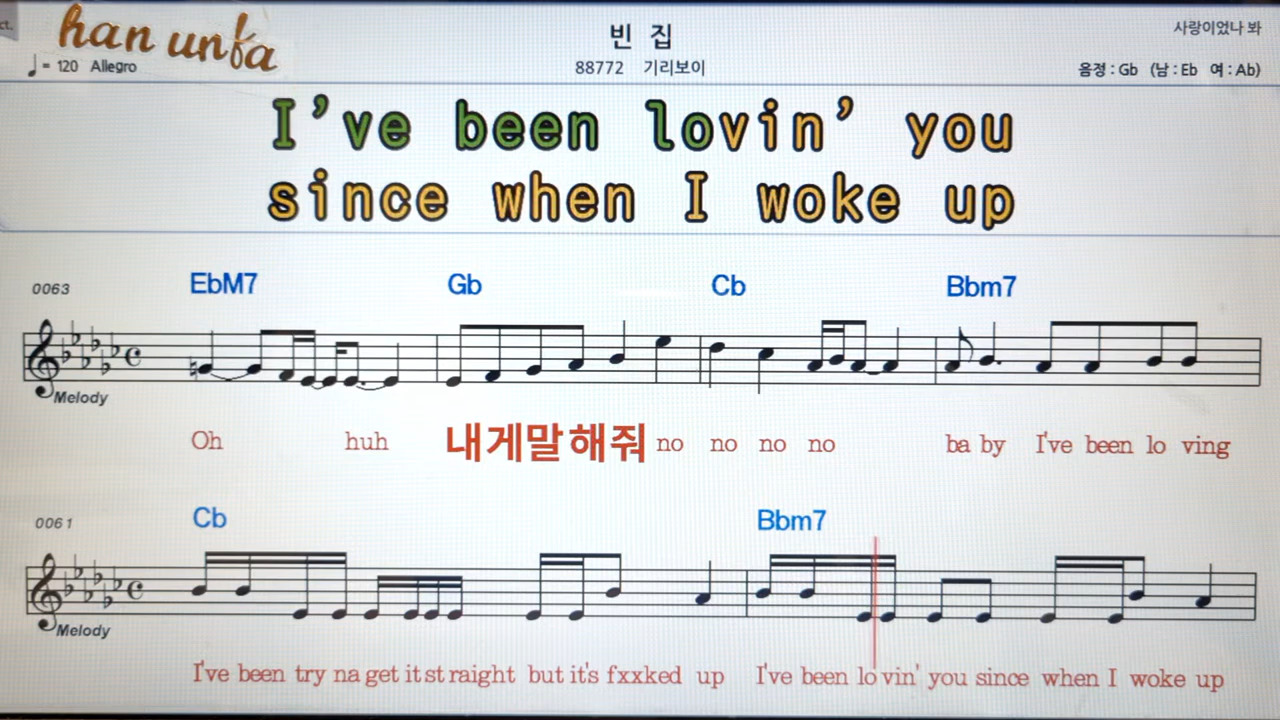 ct.
han unfa
♩= 120 Allegro
빈 집
88772 기리보이
사랑이었나 봐
음정 : Gb (남 : Eb 여 : Ab)
I've been lovin' you
since when I woke up
0063
EbM7 Gb Cb Bbm7
Melody
Oh huh 내게말해줘 no no no no ba by I've been lo ving
0061
Cb Bbm7
Melody
I've been try na get it st raight but it's fxxked up I've been lo vin' you since when I woke up